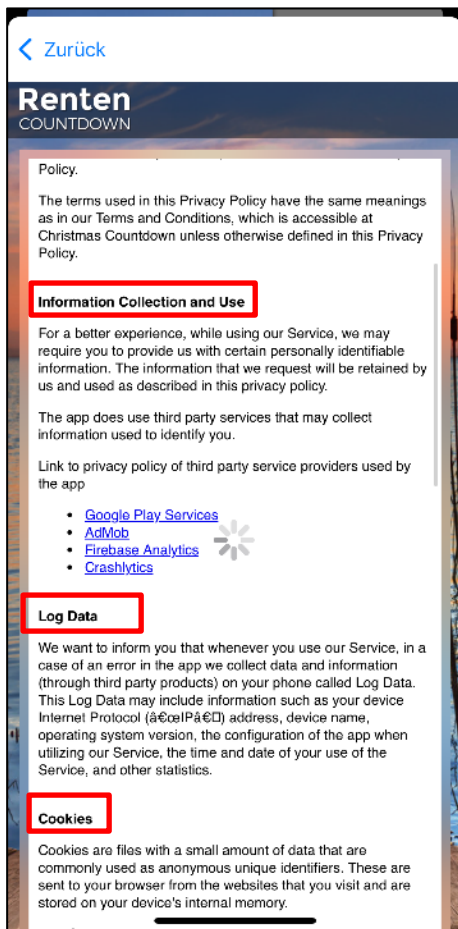 Zurück
Renten
COUNTDOWN
Policy.
The terms used in this Privacy Policy have the same meanings
as in our Terms and Conditions, which is accessible at
Christmas Countdown unless otherwise defined in this Privacy
Policy.
Information Collection and Use
For a better experience, while using our Service, we may
require you to provide us with certain personally identifiable
information. The information that we request will be retained by
us and used as described in this privacy policy.
The app does use third party services that may collect
information used to identify you.
Link to privacy policy of third party service providers used by
the app
• Google Play Services
• AdMob
• Firebase Analytics
• Crashlytics
Log Data
We want to inform you that whenever you use our Service, in a
case of an error in the app we collect data and information
(through third party products) on your phone called Log Data.
This Log Data may include information such as your device
Internet Protocol (â€œIPâ€□) address, device name,
operating system version, the configuration of the app when
utilizing our Service, the time and date of your use of the
Service, and other statistics.
Cookies
Cookies are files with a small amount of data that are
commonly used as anonymous unique identifiers. These are
sent to your browser from the websites that you visit and are
stored on your device's internal memory.